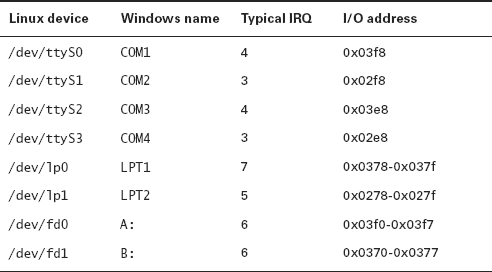 Linux device Windows name Typical IRQ I/O address
/dev/ttyS0 COM1 4 0x03f8
/dev/ttyS1 COM2 3 0x02f8
/dev/ttyS2 COM3 4 0x03e8
/dev/ttyS3 COM4 3 0x02e8
/dev/lp0 LPT1 7 0x0378-0x037f
/dev/lp1 LPT2 5 0x0278-0x027f
/dev/fd0 A: 6 0x03f0-0x03f7
/dev/fd1 B: 6 0x0370-0x0377